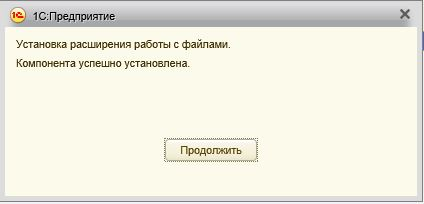 1С:Предприятие
Установка расширения работы с файлами.
Компонента успешно установлена.
Продолжить